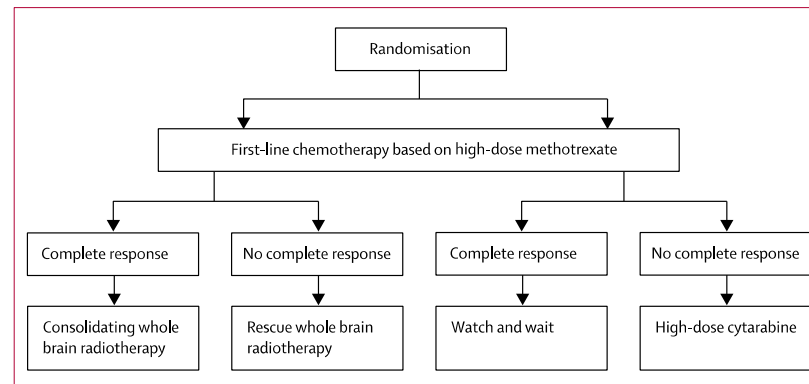 Randomisation
First-line chemotherapy based on high-dose methotrexate
Complete response
No complete response
Complete response
No complete response
Consolidating whole
brain radiotherapy
Rescue whole brain
radiotherapy
Watch and wait
High-dose cytarabine